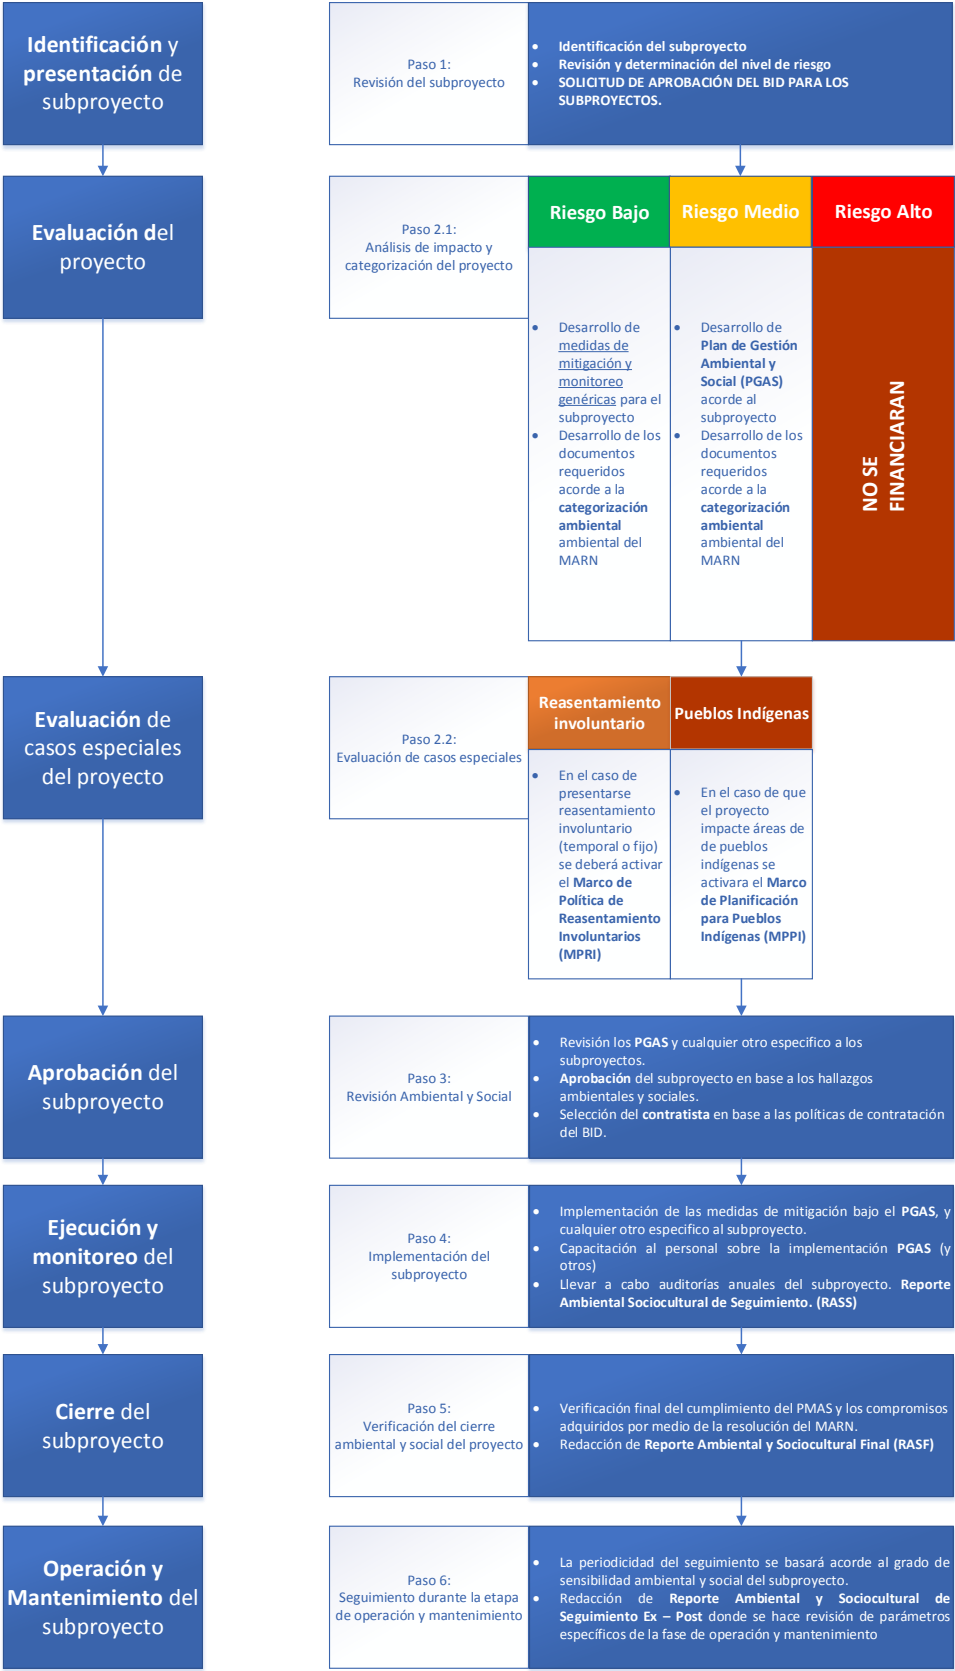 Identificación y
presentación de
subproyecto
Paso 1:
Revisión del subproyecto
• Identificación del subproyecto
• Revisión y determinación del nivel de riesgo
• SOLICITUD DE APROBACIÓN DEL BID PARA LOS
SUBPROYECTOS.
Evaluación del
proyecto
Paso 2.1:
Análisis de impacto y
categorización del proyecto
Riesgo Bajo
• Desarrollo de
medidas de
mitigación y
monitoreo
genéricas para el
subproyecto
• Desarrollo de los
documentos
requeridos
acorde a la
categorización
ambiental
ambiental del
MARN
Riesgo Medio
• Desarrollo de
Plan de Gestión
Ambiental y
Social (PGAS)
acorde al
subproyecto
• Desarrollo de los
documentos
requeridos
acorde a la
categorización
ambiental
ambiental del
MARN
Riesgo Alto
NO SE
FINANCIARAN
Evaluación de
casos especiales
del proyecto
Paso 2.2:
Evaluación de casos especiales
Reasentamiento
involuntario
• En el caso de
presentarse
reasentamiento
involuntario
(temporal o fijo)
se deberá activar
el Marco de
Política de
Reasentamiento
Involuntarios
(MPRI)
Pueblos Indígenas
• En el caso de que
el proyecto
impacte áreas de
de pueblos
indígenas se
activara el Marco
de Planificación
para Pueblos
Indígenas (MPPI)
Aprobación del
subproyecto
Paso 3:
Revisión Ambiental y Social
• Revisión los PGAS y cualquier otro especifico a los
subproyectos.
• Aprobación del subproyecto en base a los hallazgos
ambientales y sociales.
• Selección del contratista en base a las políticas de contratación
del BID.
Ejecución y
monitoreo del
subproyecto
Paso 4:
Implementación del
subproyecto
• Implementación de las medidas de mitigación bajo el PGAS, y
cualquier otro especifico al subproyecto.
• Capacitación al personal sobre la implementación PGAS (y
otros)
• Llevar a cabo auditorías anuales del subproyecto. Reporte
Ambiental Sociocultural de Seguimiento. (RASS)
Cierre del
subproyecto
Paso 5:
Verificación del cierre
ambiental y social del proyecto
• Verificación final del cumplimiento del PMAS y los compromisos
adquiridos por medio de la resolución del MARN.
• Redacción de Reporte Ambiental y Sociocultural Final (RASF)
Operación y
Mantenimiento del
subproyecto
Paso 6:
Seguimiento durante la etapa
de operación y mantenimiento
• La periodicidad del seguimiento se basará acorde al grado de
sensibilidad ambiental y social del subproyecto.
• Redacción de Reporte Ambiental y Sociocultural de
Seguimiento Ex – Post donde se hace revisión de parámetros
específicos de la fase de operación y mantenimiento